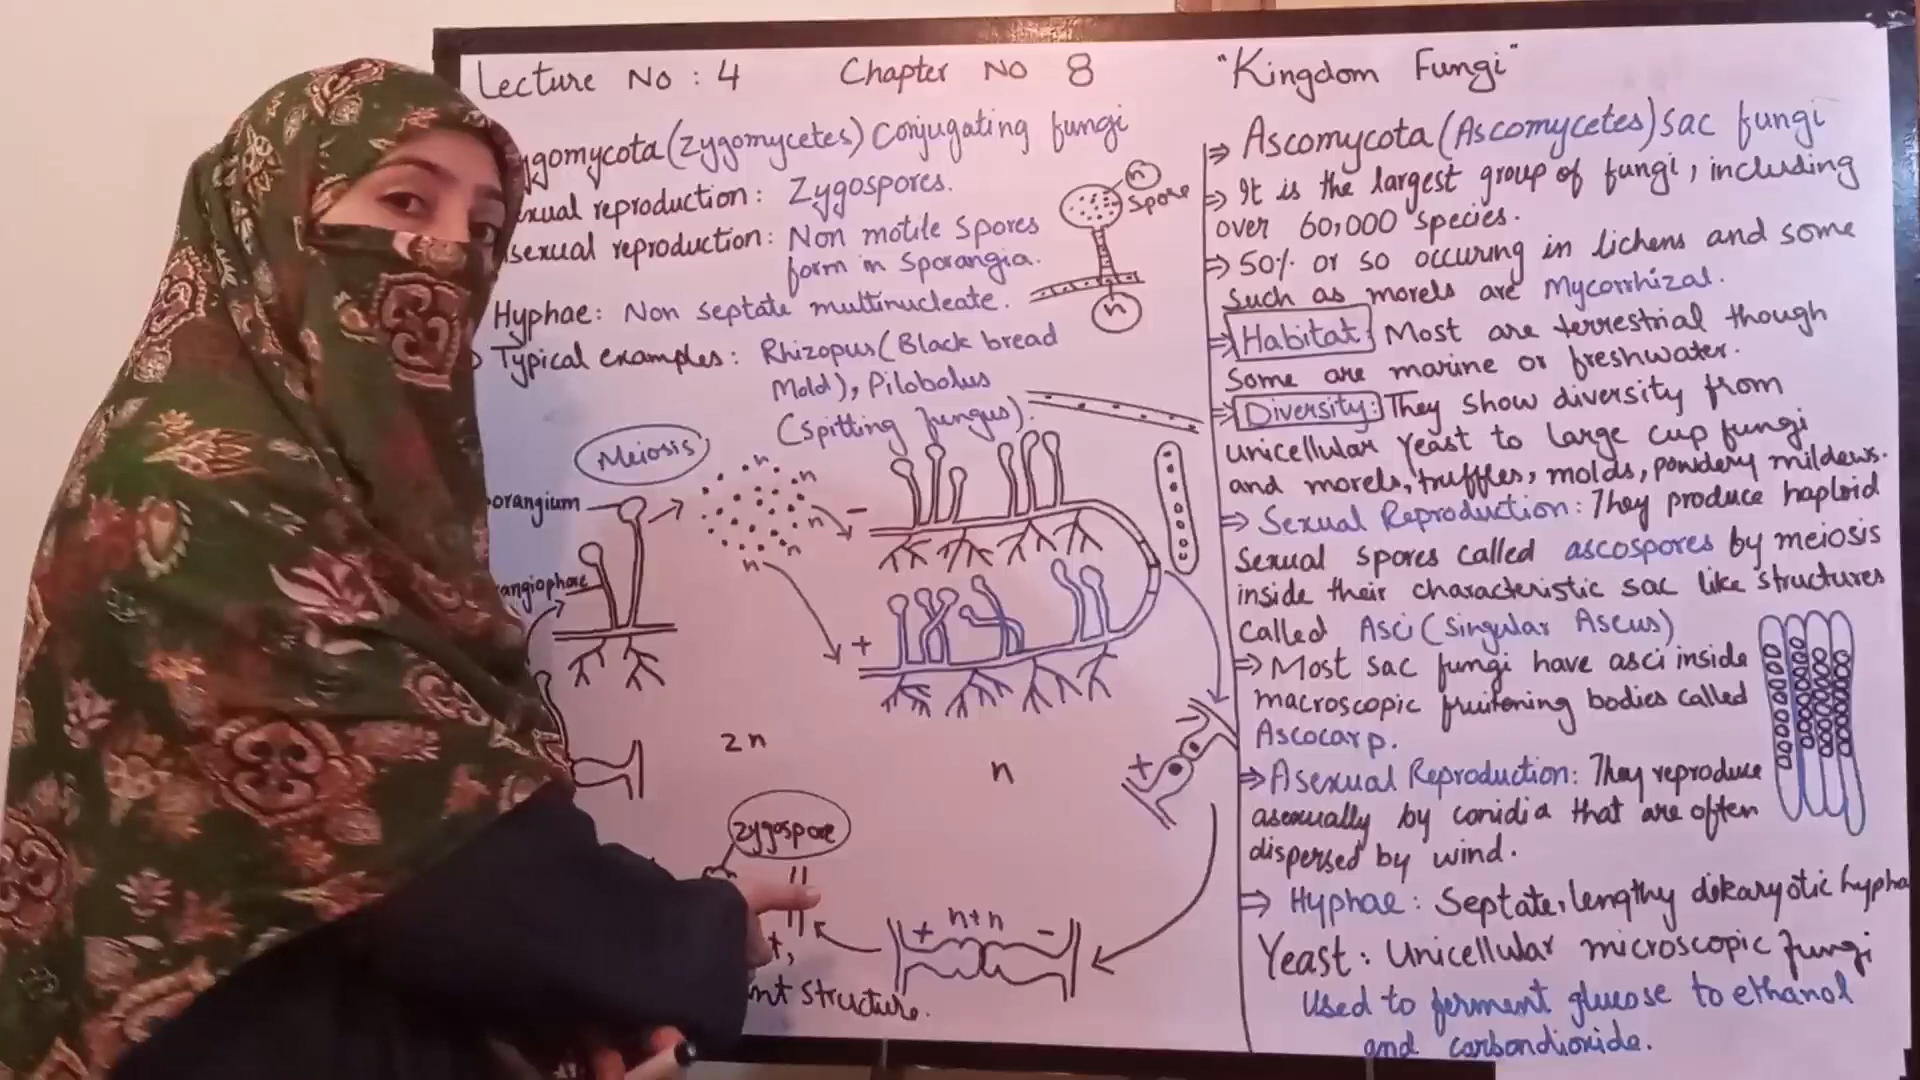 Lecture No : 4 Chapter No 8 "Kingdom Fungi"
ygomycota (Zygomycetes) Conjugating fungi
exual reproduction: Zygospores.
sexual reproduction: Non motile spores
form in sporangia.
Hyphae: Non septate multinucleate.
Typical examples: Rhizopus (Black bread
Mold), Pilobolus
(Spitting fungus).
n
Spore
n
Meiosis
orangium
angiophore
n
n
n
n
n
-
+
2n
n
- +
zygospore
+ n+n -
t,
nt structure.
⇒ Ascomycota (Ascomycetes) Sac fungi
⇒ It is the largest group of fungi, including
over 60,000 species.
⇒ 50% or so occuring in lichens and some
such as morels are Mycorrhizal.
⇒ Habitat: Most are terrestrial though
Some are marine or freshwater.
⇒ Diversity: They show diversity from
unicellular yeast to large cup fungi
and morels, truffles, molds, powdery mildews.
⇒ Sexual Reproduction: They produce haploid
sexual spores called ascospores by meiosis
inside their characteristic sac like structures
called Asci (Singular Ascus)
⇒ Most sac fungi have asci inside
macroscopic fruitening bodies called
Ascocarp.
⇒ Asexual Reproduction: They reproduce
asexually by conidia that are often
dispersed by wind.
⇒ Hyphae: Septate, lengthy dikaryotic hypha
Yeast: Unicellular microscopic fungi
Used to ferment glucose to ethanol
and carbondioxide.